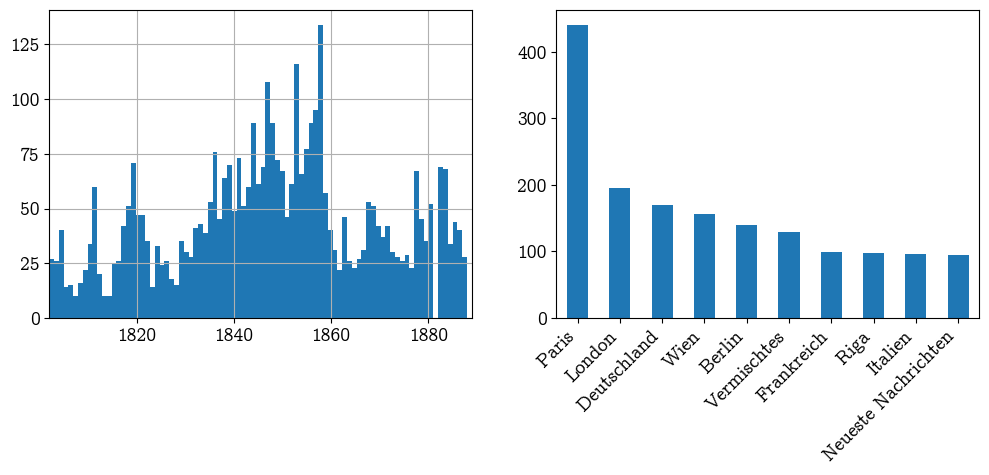 125
100
75
50
25
0
1820 1840 1860 1880
400
300
200
100
0
Paris
London
Deutschland
Wien
Berlin
Vermischtes
Frankreich
Riga
Italien
Neueste Nachrichten